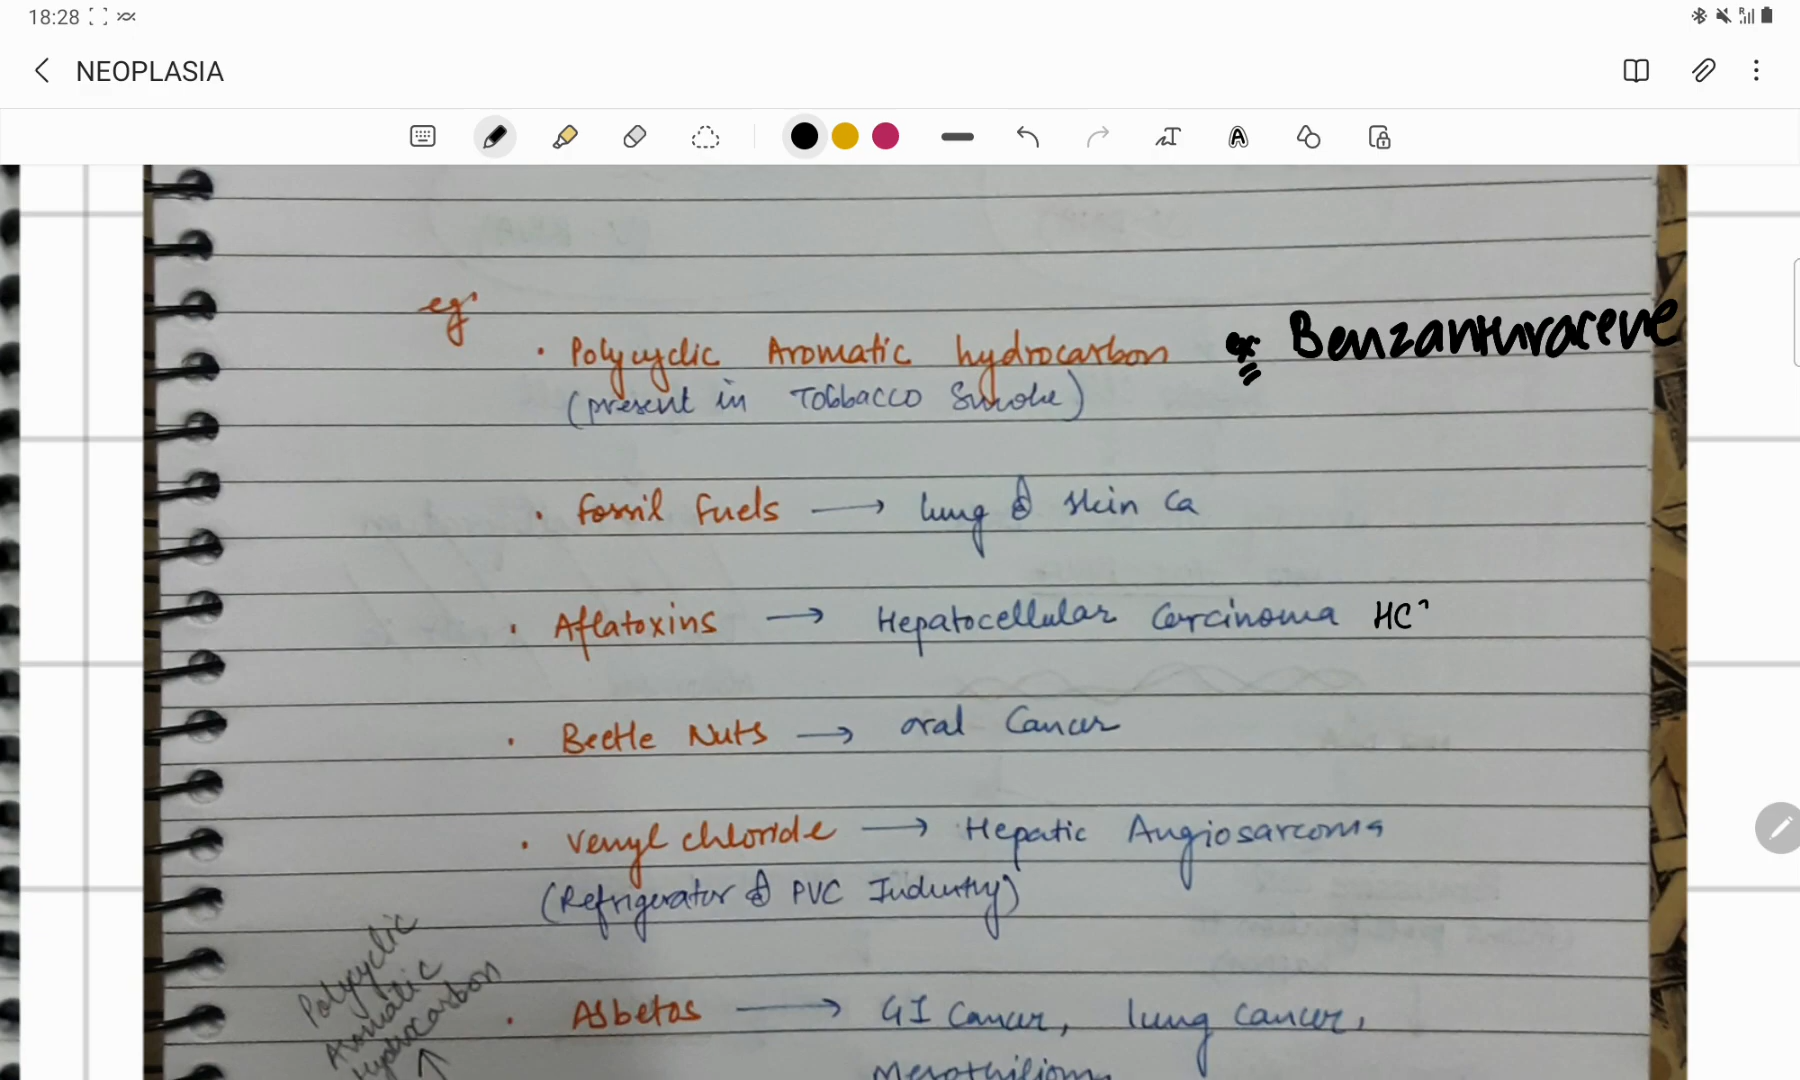 18:28
NEOPLASIA
eg
• Polycyclic Aromatic hydrocarbon ex: Benzanthracene
(present in Tobbacco Smoke)
• Fossil Fuels → lung & skin Ca
• Aflatoxins → Hepatocellular Carcinoma HC
• Beetle Nuts → oral Cancer
• Venyl chloride → Hepatic Angiosarcoma
(Refrigerator & PVC Industry)
Polycyclic
Aromatic
hydrocarbon
• Asbetos → GI Cancer, lung cancer,